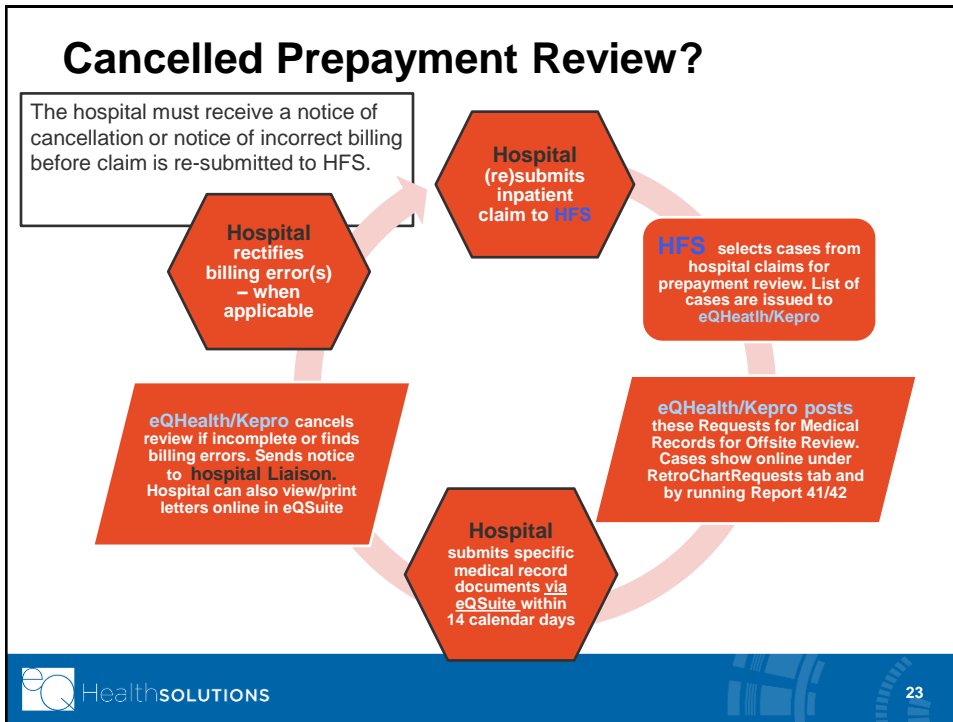 Cancelled Prepayment Review?
The hospital must receive a notice of
cancellation or notice of incorrect billing
before claim is re-submitted to HFS.
Hospital
(re)submits
inpatient
claim to HFS
HFS selects cases from
hospital claims for
prepayment review. List of
cases are issued to
eQHeatlh/Kepro
eQHealth/Kepro posts
these Requests for Medical
Records for Offsite Review.
Cases show online under
RetroChartRequests tab and
by running Report 41/42
Hospital
submits specific
medical record
documents via
eQSuite within
14 calendar days
eQHealth/Kepro cancels
review if incomplete or finds
billing errors. Sends notice
to hospital Liaison.
Hospital can also view/print
letters online in eQSuite
Hospital
rectifies
billing error(s)
– when
applicable
eQ HealthSOLUTIONS
23